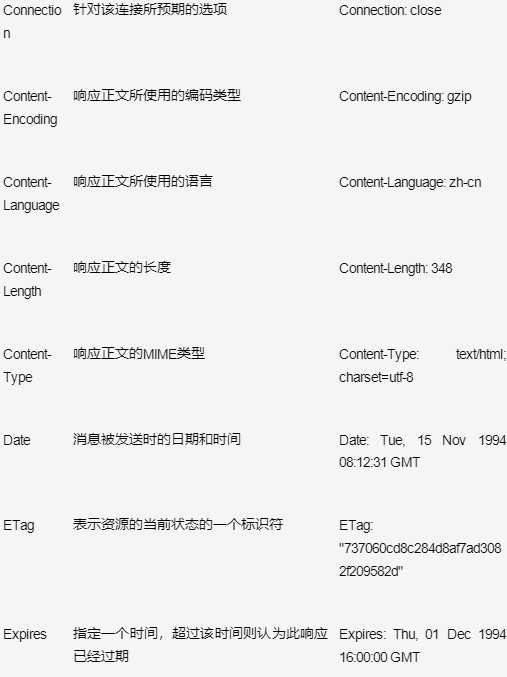 Connectio 针对该连接所预期的选项 Connection: close
n
Content- 响应正文所使用的编码类型 Content-Encoding: gzip
Encoding
Content- 响应正文所使用的语言 Content-Language: zh-cn
Language
Content- 响应正文的长度 Content-Length: 348
Length
Content- 响应正文的MIME类型 Content-Type: text/html;
Type charset=utf-8
Date 消息被发送时的日期和时间 Date: Tue, 15 Nov 1994
08:12:31 GMT
ETag 表示资源的当前状态的一个标识符 ETag:
"737060cd8c284d8af7ad308
2f209582d"
Expires 指定一个时间，超过该时间则认为此响应 Expires: Thu, 01 Dec 1994
已经过期 16:00:00 GMT